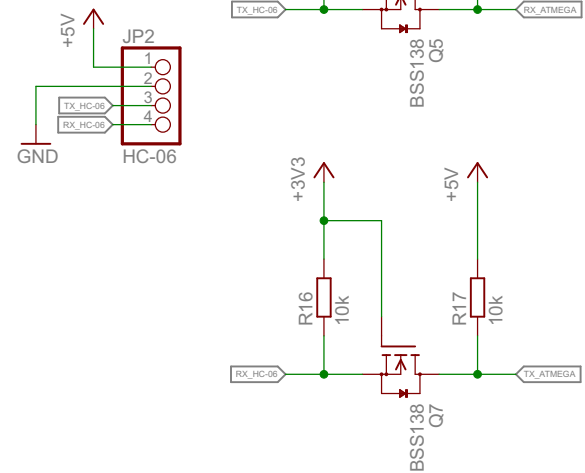 TX_HC-06
RX_ATMEGA
BSS138
Q5
+5V
JP2
1
2
3
4
TX_HC-06
RX_HC-06
GND
HC-06
+3V3
+5V
R16
10k
R17
10k
RX_HC-06
TX_ATMEGA
BSS138
Q7